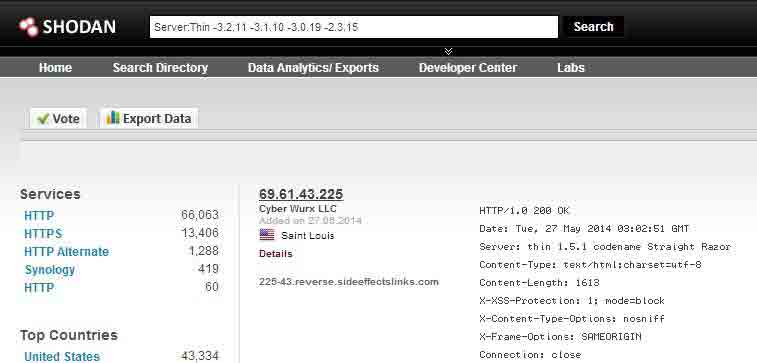 SHODAN
Server:Thin -3.2.11 -3.1.10 -3.0.19 -2.3.15
Search
Home Search Directory Data Analytics/ Exports Developer Center Labs
Vote Export Data
Services
HTTP 66,063
HTTPS 13,406
HTTP Alternate 1,288
Synology 419
HTTP 60
Top Countries
United States 43,334
69.61.43.225
Cyber Wurx LLC
Added on 27.05.2014
Saint Louis
Details
225-43.reverse.sideeffectslinks.com
HTTP/1.0 200 OK
Date: Tue, 27 May 2014 03:02:51 GMT
Server: thin 1.5.1 codename Straight Razor
Content-Type: text/html;charset=utf-8
Content-Length: 1613
X-XSS-Protection: 1; mode=block
X-Content-Type-Options: nosniff
X-Frame-Options: SAMEORIGIN
Connection: close